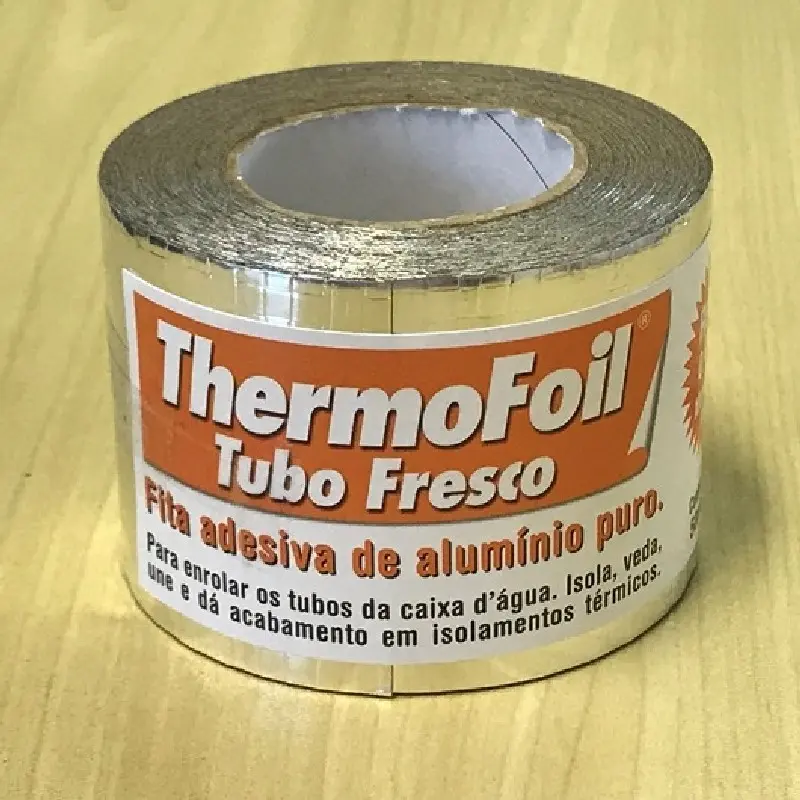 ThermoFoil®
Tubo Fresco
Fita adesiva de alumínio puro.
Para enrolar os tubos da caixa d'água. Isola, veda,
une e dá acabamento em isolamentos térmicos.